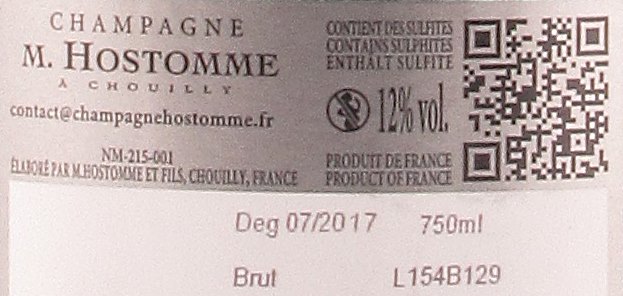 CHAMPAGNE
M. HOSTOMME
A CHOUILLY
contact@champagnehostomme.fr
NM-215-001
ÉLABORÉ PAR M.HOSTOMME ET FILS, CHOUILLY, FRANCE
CONTIENT DES SULFITES
CONTAINS SULPHITES
ENTHÄLT SULFITE
12% vol.
PRODUIT DE FRANCE
PRODUCT OF FRANCE
Deg 07/2017 750ml
Brut L154B129